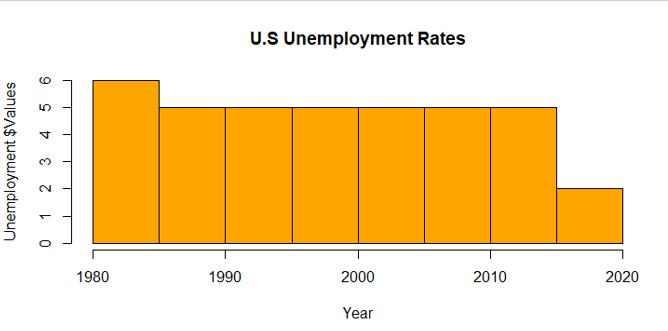 U.S Unemployment Rates
Unemployment $Values
0 1 2 3 4 5 6
1980 1990 2000 2010 2020
Year